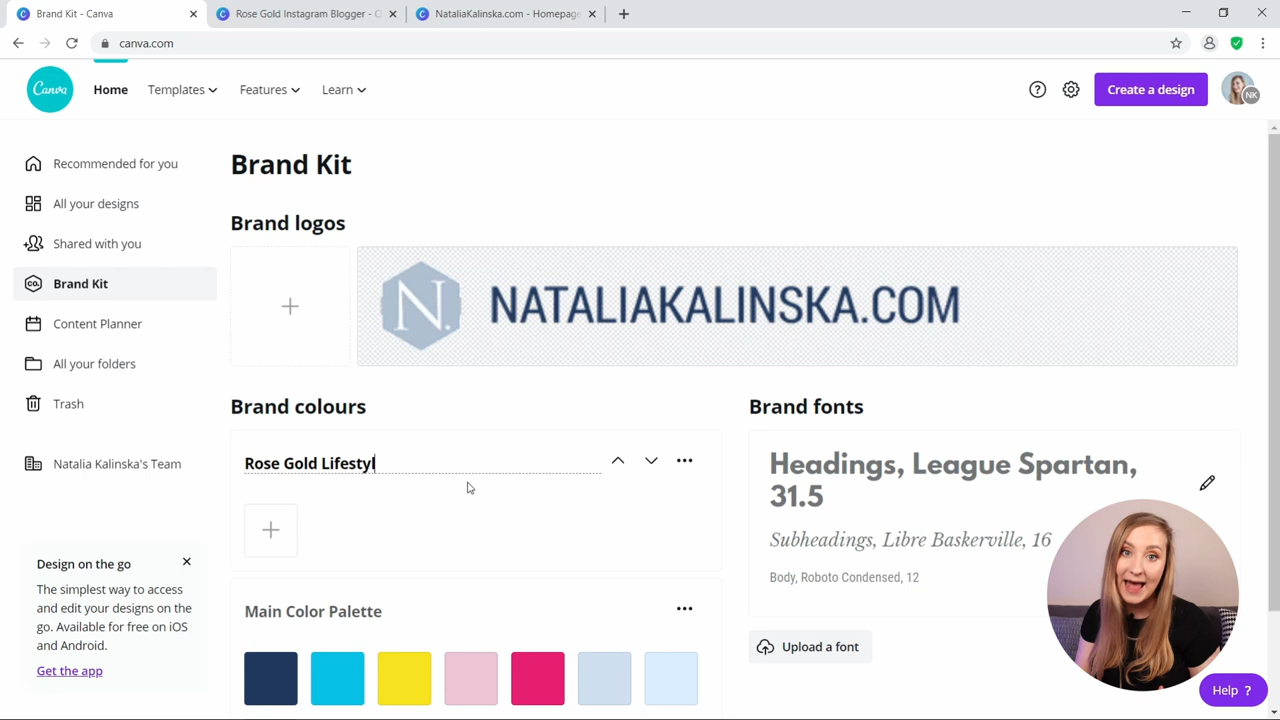 Brand Kit - Canva
Rose Gold Instagram Blogger - C
NataliaKalinska.com - Homepage
canva.com
Canva
Home
Templates
Features
Learn
Create a design
NK
Recommended for you
All your designs
Shared with you
CO.
Brand Kit
Content Planner
All your folders
Trash
Natalia Kalinska's Team
Design on the go
The simplest way to access
and edit your designs on the
go. Available for free on iOS
and Android.
Get the app
Brand Kit
Brand logos
N.
NATALIAKALINSKA.COM
Brand colours
Rose Gold Lifestyl
Main Color Palette
Brand fonts
Headings, League Spartan,
31.5
Subheadings, Libre Baskerville, 16
Body, Roboto Condensed, 12
Upload a font
Help ?